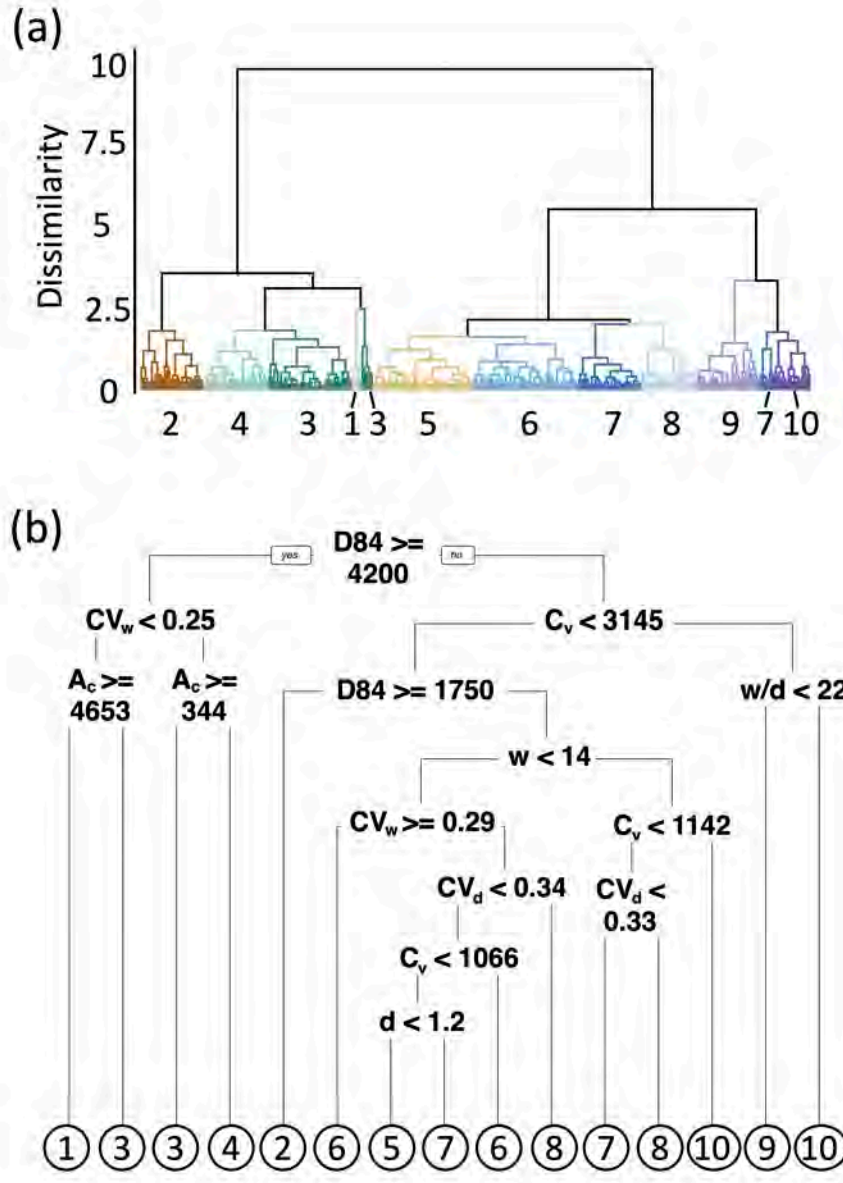 (a)
10
7.5
5
2.5
0
Dissimilarity
2 4 3 1 3 5 6 7 8 9 7 10
(b)
yes D84 >= no
4200
CVw < 0.25 Cv < 3145
Ac >= Ac >= D84 >= 1750 w/d < 22
4653 344
w < 14
CVw >= 0.29 Cv < 1142
CVd < 0.34 CVd <
0.33
Cv < 1066
d < 1.2
1 3 3 4 2 6 5 7 6 8 7 8 10 9 10